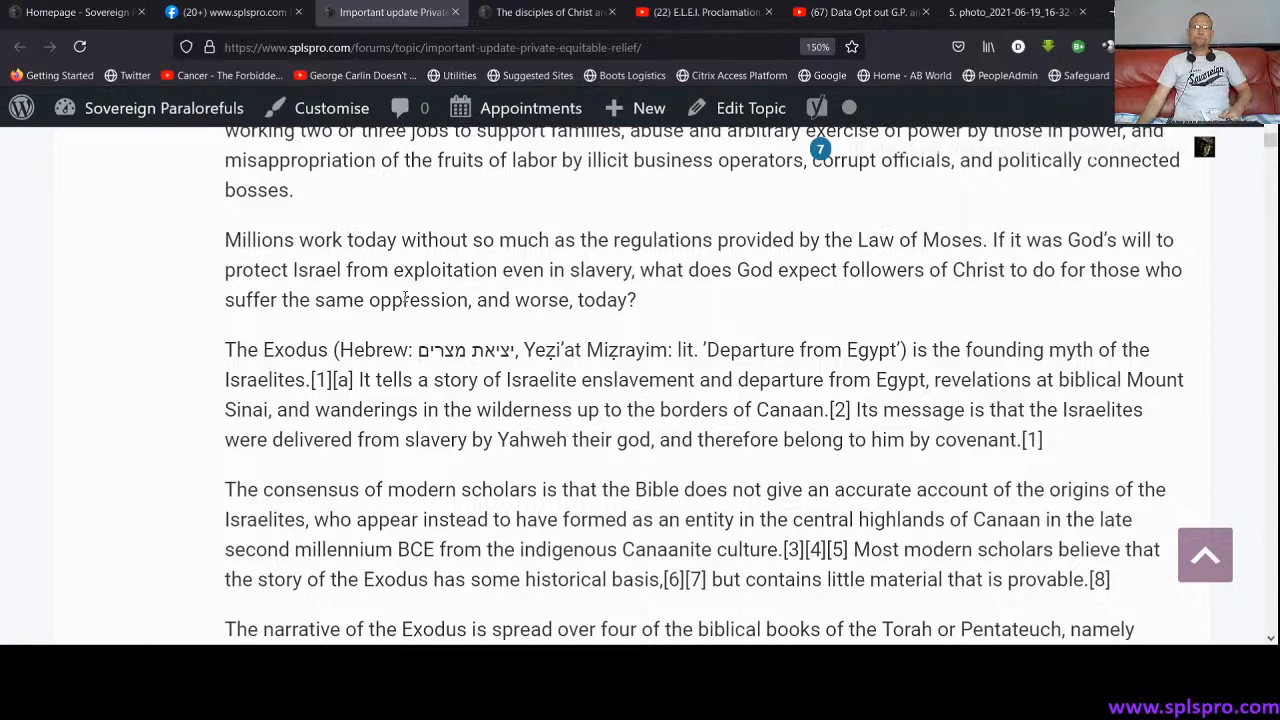 Homepage - Sovereign
(20+) www.splspro.com
Important update Privat
The disciples of Christ an
(22) E.L.E.I. Proclamation
(67) Data Opt out G.P. ar
5. photo_2021-06-19_16-32-
https://www.splspro.com/forums/topic/important-update-private-equitable-relief/
150%
Getting Started
Twitter
Cancer - The Forbidde...
George Carlin Doesn't...
Utilities
Suggested Sites
Boots Logistics
Citrix Access Platform
Google
Home - AB World
PeopleAdmin
Safeguard
Sovereign Paralorefuls
Customise
0
Appointments
New
Edit Topic
working two or three jobs to support families, abuse and arbitrary exercise of power by those in power, and
7
misappropriation of the fruits of labor by illicit business operators, corrupt officials, and politically connected
bosses.
Millions work today without so much as the regulations provided by the Law of Moses. If it was God's will to
protect Israel from exploitation even in slavery, what does God expect followers of Christ to do for those who
suffer the same oppression, and worse, today?
The Exodus (Hebrew: יציאת מצרים, Yeẓi'at Miẓrayim: lit. 'Departure from Egypt') is the founding myth of the
Israelites.[1][a] It tells a story of Israelite enslavement and departure from Egypt, revelations at biblical Mount
Sinai, and wanderings in the wilderness up to the borders of Canaan.[2] Its message is that the Israelites
were delivered from slavery by Yahweh their god, and therefore belong to him by covenant.[1]
The consensus of modern scholars is that the Bible does not give an accurate account of the origins of the
Israelites, who appear instead to have formed as an entity in the central highlands of Canaan in the late
second millennium BCE from the indigenous Canaanite culture.[3][4][5] Most modern scholars believe that
the story of the Exodus has some historical basis,[6][7] but contains little material that is provable.[8]
The narrative of the Exodus is spread over four of the biblical books of the Torah or Pentateuch, namely
Sovereign
www.splspro.com